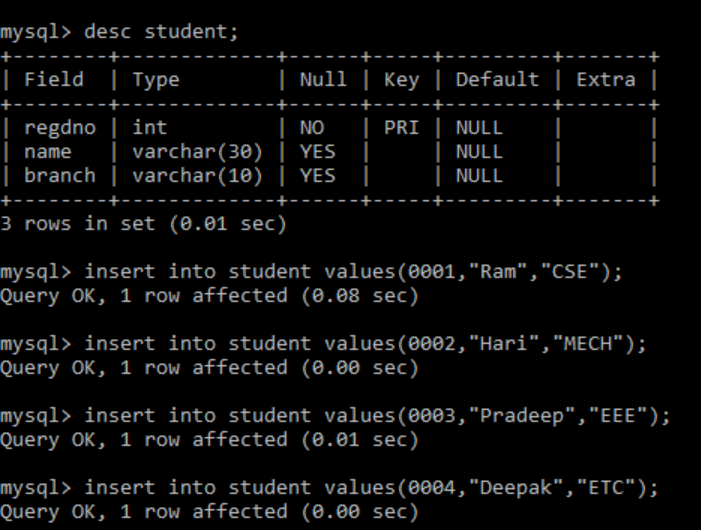 mysql> desc student;
+--------+-------------+------+-----+---------+-------+
| Field  | Type        | Null | Key | Default | Extra |
+--------+-------------+------+-----+---------+-------+
| regdno | int         | NO   | PRI | NULL    |       |
| name   | varchar(30) | YES  |     | NULL    |       |
| branch | varchar(10) | YES  |     | NULL    |       |
+--------+-------------+------+-----+---------+-------+
3 rows in set (0.01 sec)
mysql> insert into student values(0001,"Ram","CSE");
Query OK, 1 row affected (0.08 sec)
mysql> insert into student values(0002,"Hari","MECH");
Query OK, 1 row affected (0.00 sec)
mysql> insert into student values(0003,"Pradeep","EEE");
Query OK, 1 row affected (0.01 sec)
mysql> insert into student values(0004,"Deepak","ETC");
Query OK, 1 row affected (0.00 sec)